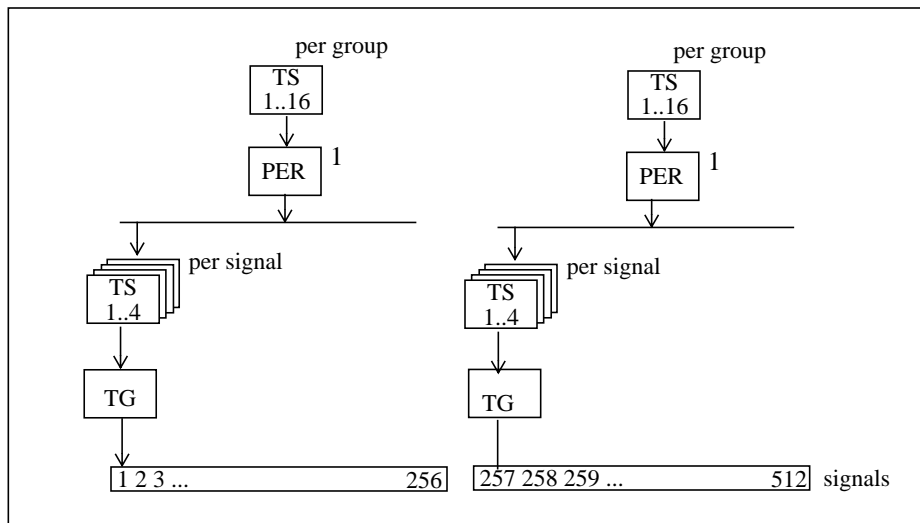 per group
TS
1..16
PER
1
per signal
TS
1..4
TG
1 2 3 ...
256
per group
TS
1..16
PER
1
per signal
TS
1..4
TG
257 258 259 ...
512
signals